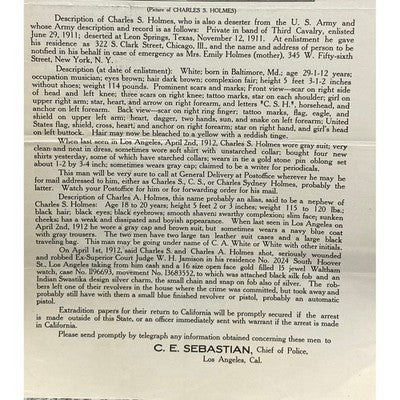 (Picture of CHARLES S. HOLMES)
Description of Charles S. Holmes, who is also a deserter from the U. S. Army and
whose Army description and record is as follows: Private in band of Third Cavalry, enlisted
June 29, 1911; deserted at Leon Springs, Texas, November 12, 1911. At enlistment he gave
his residence as 322 S. Clark Street, Chicago, Ill., and the name and address of person to be
notified in his behalf in case of emergency as Mrs. Emily Holmes (mother), 345 W. Fifty-sixth
Street, New York, N. Y.
Description (at date of enlistment): White; born in Baltimore, Md.; age 29-1-12 years;
occupation musician; eyes brown; hair dark brown; complexion fair; height 5 feet 3-1-2 inches
without shoes; weight 114 pounds. Prominent scars and marks; Front view—scar on right side
of head and left knee; three scars on right knee; tattoo marks, star on each shoulder; girl on
upper right arm; star, heart, and arrow on right forearm, and letters "C. S. H.", horsehead, and
anchor on left forearm. Back view—scar on right ring finger; tattoo marks, flag, eagle, and
shield on upper left arm; heart, dagger, two hands, sun, and snake on left forearm; United
States flag, shield, cross, heart, and anchor on right forearm; star on right hand, and girl's head
on left buttock. Hair may now be bleached to a yellow with a reddish tinge.
When last seen in Los Angeles, April 2nd, 1912, Charles S. Holmes wore gray suit; very
clean and neat in dress, sometimes wore soft shirt with unstarched collar; bought four new
shirts yesterday, some of which have starched collars; wears in tie a gold stone pin oblong set
about 1-2 by 3-4 inch; sometimes wears gray cap; claimed to be a writer for periodicals.
This man will be very sure to call at General Delivery at Postoffice wherever he may be
for mail addressed to him, either as Charles S., C. S., or Charles Sydney Holmes, probably the
latter. Watch your Postoffice for him or for forwarding order for his mail.
Description of Charles A. Holmes, this name probably an alias, said to be a nephew of
Charles S. Holmes: Age 18 to 20 years; height 5 feet 2 or 3 inches; weight 115 to 120 lbs.;
black hair; black eyes, black eyebrows; smooth shaven; swarthy complexion; slim face; sunken
cheeks; has a weak and dissipated and boyish appearance. When last seen in Los Angeles on
April 2nd, 1912 he wore a gray cap and brown suit, but sometimes wears a navy blue coat
with gray trousers. The two men have two large tan leather suit cases and a large black
traveling bag. This man may be going under name of C. A. White or White with other initials.
On April 1st, 1912, said Charles S. and Charles A. Holmes shot, seriously wounded
and robbed Ex-Superior Court Judge W. H. Jamison in his residence No. 2024 South Hoover
St., Los Angeles taking from him cash and a 16 size open face gold filled 15 jewel Waltham
watch, case No. 896693, movement No. 13683552, to which was attached black silk fob and an
Indian Swastika design silver charm, the small chain and snap on fob also of silver. The rob-
bers left one of their revolvers in the house where the crime was committed, but took away and
probably still have with them a small blue finished revolver or pistol, probably an automatic
pistol.
Extradition papers for their return to California will be promptly secured if the arrest
is made outside of this State, or an officer immediately sent with warrant if the arrest is made
in California.
Please send promptly by telegraph any information obtained concerning these men to
C. E. SEBASTIAN, Chief of Police,
Los Angeles, Cal.